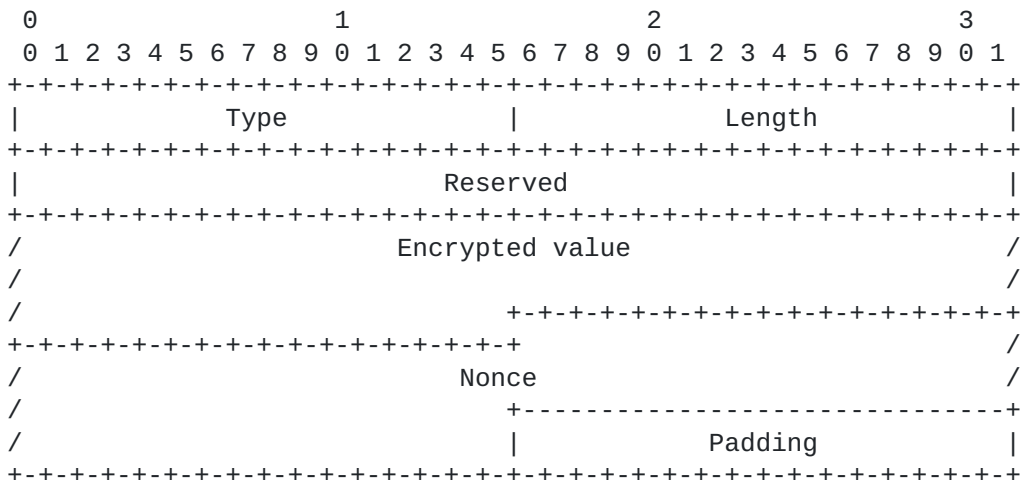 0                   1                   2                   3
 0 1 2 3 4 5 6 7 8 9 0 1 2 3 4 5 6 7 8 9 0 1 2 3 4 5 6 7 8 9 0 1
+-+-+-+-+-+-+-+-+-+-+-+-+-+-+-+-+-+-+-+-+-+-+-+-+-+-+-+-+-+-+-+-+
|             Type              |             Length            |
+-+-+-+-+-+-+-+-+-+-+-+-+-+-+-+-+-+-+-+-+-+-+-+-+-+-+-+-+-+-+-+-+
|                           Reserved                            |
+-+-+-+-+-+-+-+-+-+-+-+-+-+-+-+-+-+-+-+-+-+-+-+-+-+-+-+-+-+-+-+-+
/                        Encrypted value                        /
/                                                               /
/                               +-+-+-+-+-+-+-+-+-+-+-+-+-+-+-+-+
+-+-+-+-+-+-+-+-+-+-+-+-+-+-+-+-+                               /
/                            Nonce                              /
/                               +-------------------------------+
/                               |            Padding            |
+-+-+-+-+-+-+-+-+-+-+-+-+-+-+-+-+-+-+-+-+-+-+-+-+-+-+-+-+-+-+-+-+